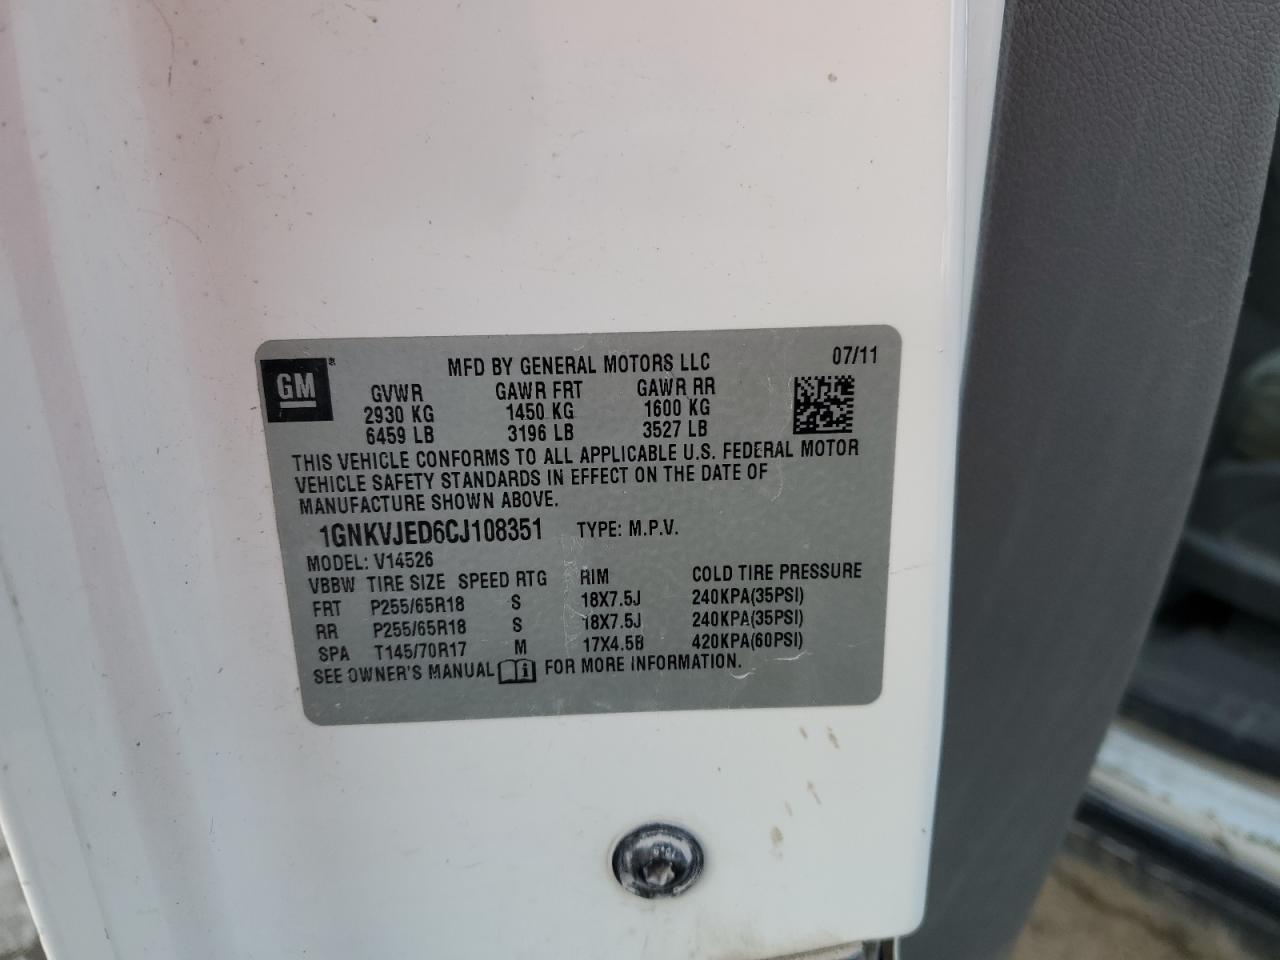 GM
MFD BY GENERAL MOTORS LLC 07/11
GVWR GAWR FRT GAWR RR
2930 KG 1450 KG 1600 KG
6459 LB 3196 LB 3527 LB
THIS VEHICLE CONFORMS TO ALL APPLICABLE U.S. FEDERAL MOTOR
VEHICLE SAFETY STANDARDS IN EFFECT ON THE DATE OF
MANUFACTURE SHOWN ABOVE.
1GNKVJED6CJ108351 TYPE: M.P.V.
MODEL: V14526
VBBW TIRE SIZE SPEED RTG RIM COLD TIRE PRESSURE
FRT P255/65R18 S 18X7.5J 240KPA(35PSI)
RR P255/65R18 S 18X7.5J 240KPA(35PSI)
SPA T145/70R17 M 17X4.5B 420KPA(60PSI)
SEE OWNER'S MANUAL FOR MORE INFORMATION.